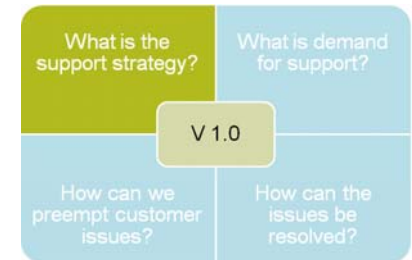 What is the
support strategy?
What is demand
for support?
V 1.0
How can we
preempt customer
issues?
How can the
issues be
resolved?